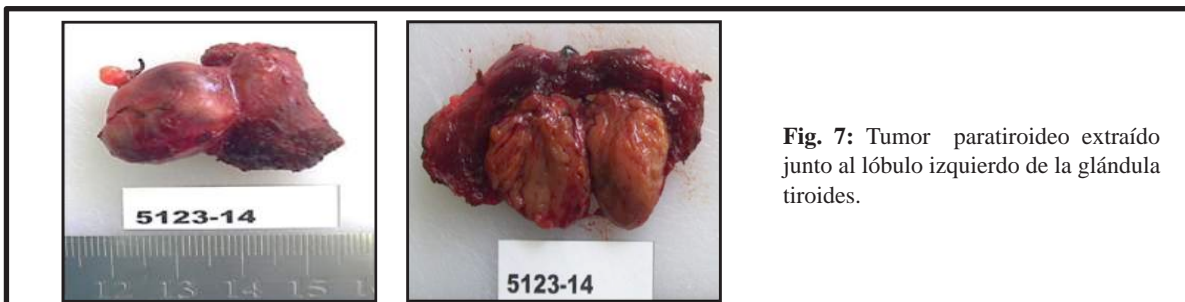 5123-14
12 13 14 15
5123-14
Fig. 7: Tumor paratiroideo extraído
junto al lóbulo izquierdo de la glándula
tiroides.